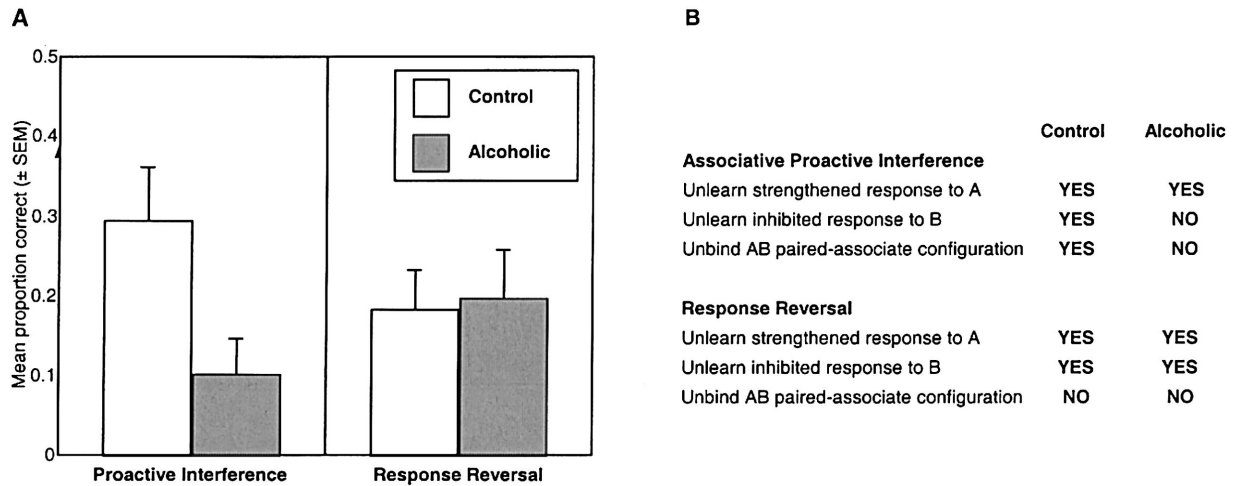 A
Mean proportion correct (± SEM)
0.5
0.4
0.3
0.2
0.1
0
Control
Alcoholic
Proactive Interference
Response Reversal
B
Control Alcoholic
Associative Proactive Interference
Unlearn strengthened response to A YES YES
Unlearn inhibited response to B YES NO
Unbind AB paired-associate configuration YES NO
Response Reversal
Unlearn strengthened response to A YES YES
Unlearn inhibited response to B YES YES
Unbind AB paired-associate configuration NO NO